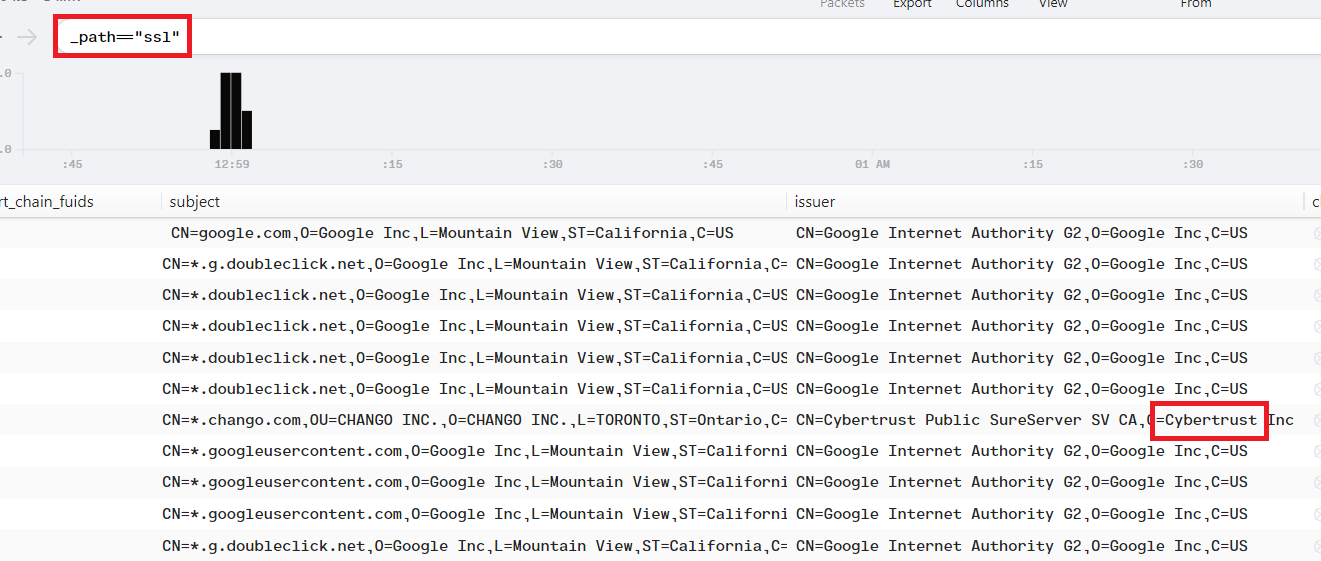 Packets Export Columns View From
_path=="ssl"
.0
.0
:45 12:59 :15 :30 :45 01 AM :15 :30
rt_chain_fuids subject issuer
CN=google.com,O=Google Inc,L=Mountain View,ST=California,C=US CN=Google Internet Authority G2,O=Google Inc,C=US
CN=*.g.doubleclick.net,O=Google Inc,L=Mountain View,ST=California,C= CN=Google Internet Authority G2,O=Google Inc,C=US
CN=*.doubleclick.net,O=Google Inc,L=Mountain View,ST=California,C=US CN=Google Internet Authority G2,O=Google Inc,C=US
CN=*.doubleclick.net,O=Google Inc,L=Mountain View,ST=California,C=US CN=Google Internet Authority G2,O=Google Inc,C=US
CN=*.doubleclick.net,O=Google Inc,L=Mountain View,ST=California,C=US CN=Google Internet Authority G2,O=Google Inc,C=US
CN=*.doubleclick.net,O=Google Inc,L=Mountain View,ST=California,C=US CN=Google Internet Authority G2,O=Google Inc,C=US
CN=*.chango.com,OU=CHANGO INC.,O=CHANGO INC.,L=TORONTO,ST=Ontario,C= CN=Cybertrust Public SureServer SV CA,O=Cybertrust Inc
CN=*.googleusercontent.com,O=Google Inc,L=Mountain View,ST=Californi CN=Google Internet Authority G2,O=Google Inc,C=US
CN=*.googleusercontent.com,O=Google Inc,L=Mountain View,ST=Californi CN=Google Internet Authority G2,O=Google Inc,C=US
CN=*.googleusercontent.com,O=Google Inc,L=Mountain View,ST=Californi CN=Google Internet Authority G2,O=Google Inc,C=US
CN=*.g.doubleclick.net,O=Google Inc,L=Mountain View,ST=California,C= CN=Google Internet Authority G2,O=Google Inc,C=US